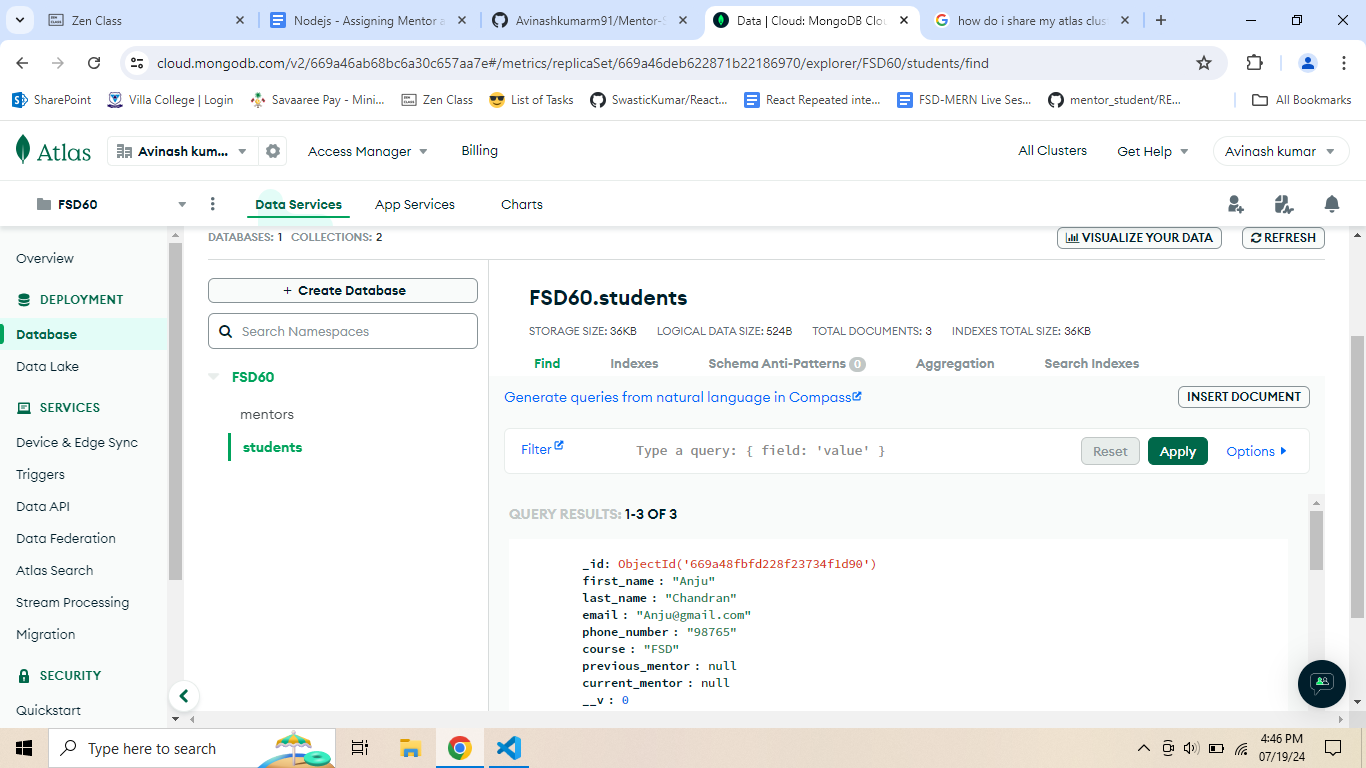 Zen Class
Nodejs - Assigning Mentor a
Avinashkumarm91/Mentor-S
Data | Cloud: MongoDB Clou
how do i share my atlas clus
cloud.mongodb.com/v2/669a46ab68bc6a30c657aa7e#/metrics/replicaSet/669a46deb622871b22186970/explorer/FSD60/students/find
SharePoint
Villa College | Login
Savaaree Pay - Mini...
Zen Class
List of Tasks
SwasticKumar/React...
React Repeated inte...
FSD-MERN Live Ses...
mentor_student/RE...
All Bookmarks
Atlas
Avinash kum...
Access Manager
Billing
All Clusters
Get Help
Avinash kumar
FSD60
Data Services
App Services
Charts
Overview
DEPLOYMENT
Database
Data Lake
SERVICES
Device & Edge Sync
Triggers
Data API
Data Federation
Atlas Search
Stream Processing
Migration
SECURITY
Quickstart
DATABASES: 1 COLLECTIONS: 2
VISUALIZE YOUR DATA
REFRESH
+ Create Database
Search Namespaces
FSD60
mentors
students
FSD60.students
STORAGE SIZE: 36KB LOGICAL DATA SIZE: 524B TOTAL DOCUMENTS: 3 INDEXES TOTAL SIZE: 36KB
Find
Indexes
Schema Anti-Patterns 0
Aggregation
Search Indexes
Generate queries from natural language in Compass
INSERT DOCUMENT
Filter
Type a query: { field: 'value' }
Reset
Apply
Options
QUERY RESULTS: 1-3 OF 3
_id: ObjectId('669a48fbfd228f23734f1d90')
first_name: "Anju"
last_name: "Chandran"
email: "Anju@gmail.com"
phone_number: "98765"
course: "FSD"
previous_mentor: null
current_mentor: null
__v: 0
Type here to search
4:46 PM
07/19/24